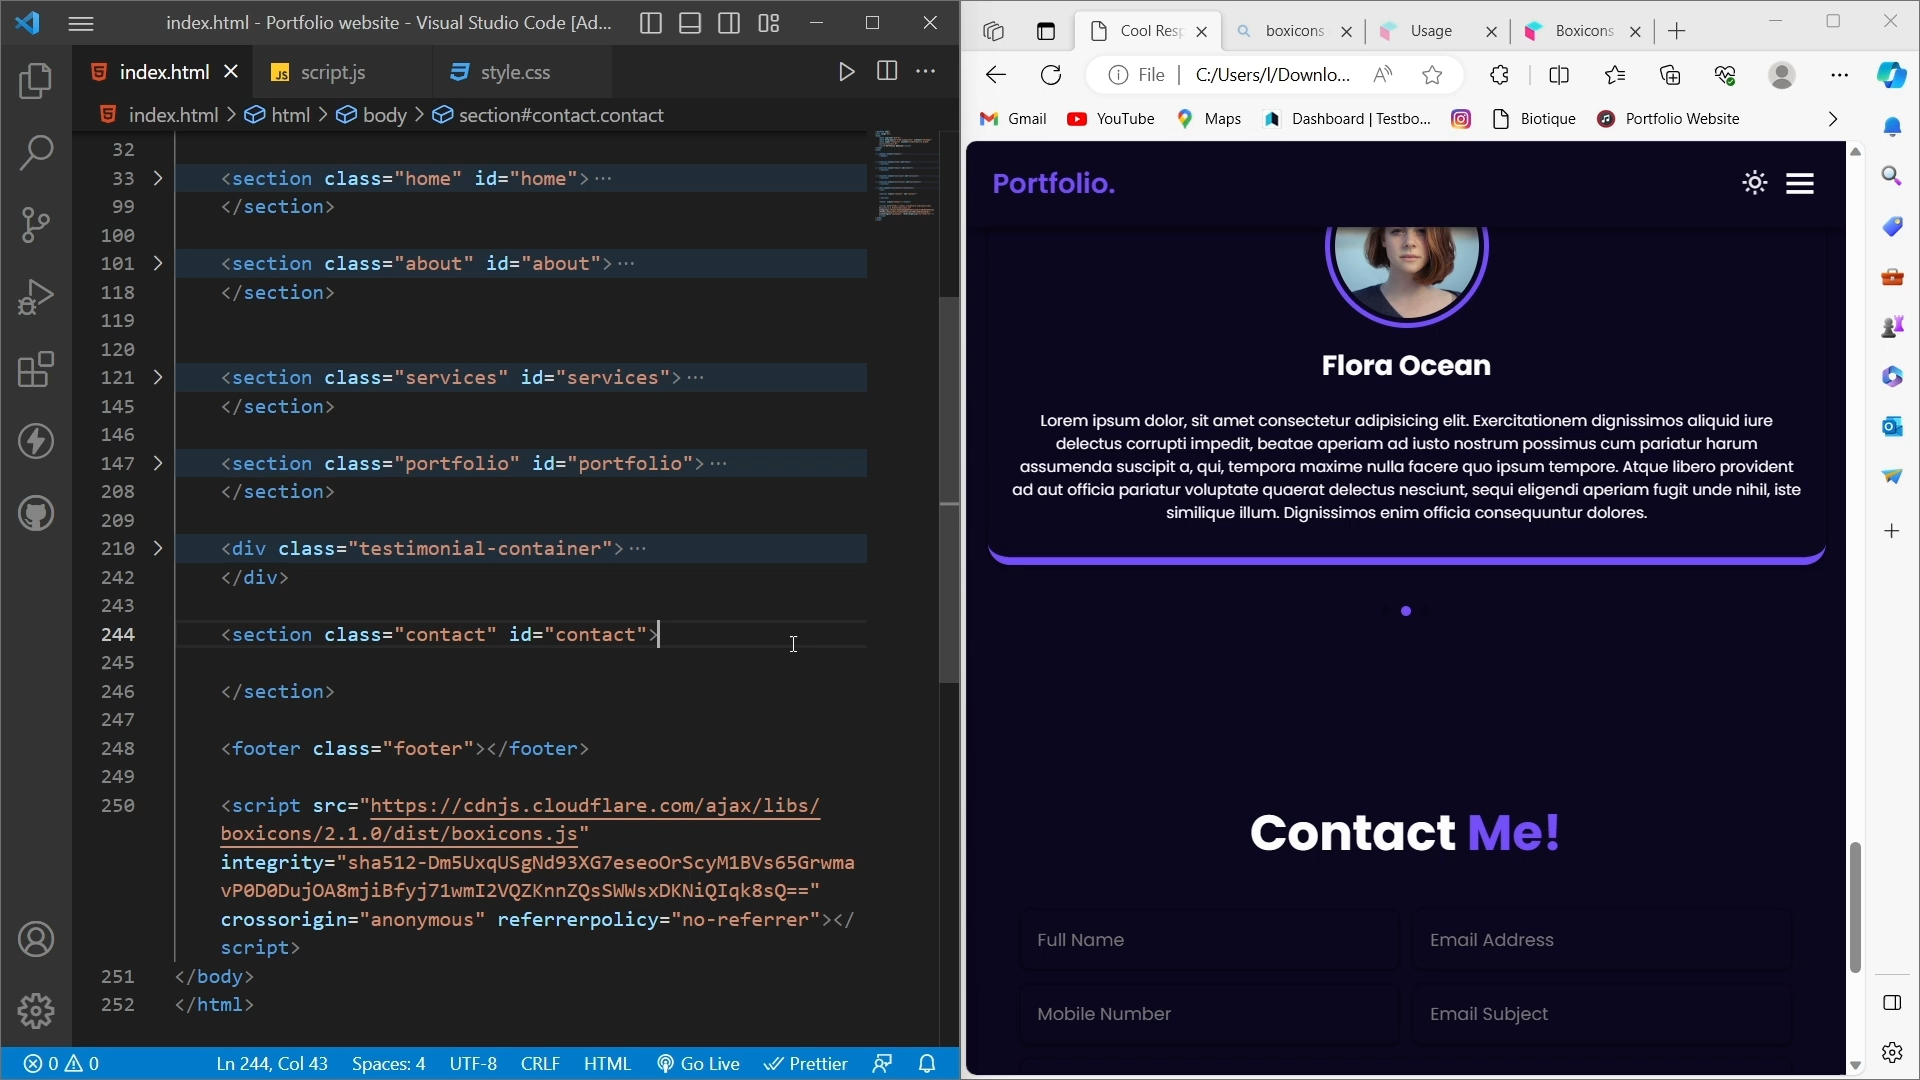 index.html - Portfolio website - Visual Studio Code [Ad...
index.html
script.js
style.css
index.html > html > body > section#contact.contact
32
33 <section class="home" id="home">···
99 </section>
100
101 <section class="about" id="about">···
118 </section>
119
120
121 <section class="services" id="services">···
145 </section>
146
147 <section class="portfolio" id="portfolio">···
208 </section>
209
210 <div class="testimonial-container">···
242 </div>
243
244 <section class="contact" id="contact">
245
246 </section>
247
248 <footer class="footer"></footer>
249
250 <script src="https://cdnjs.cloudflare.com/ajax/libs/
boxicons/2.1.0/dist/boxicons.js"
integrity="sha512-Dm5UxqUSgNd93XG7eseoOrScyM1BVs65Grwma
vP0D0DujOA8mjiBfyj71wmI2VQZKnnZQsSWWsxDKNiQIqk8sQ=="
crossorigin="anonymous" referrerpolicy="no-referrer"></
script>
251 </body>
252 </html>
0 0 Ln 244, Col 43 Spaces: 4 UTF-8 CRLF HTML Go Live Prettier
Cool Resp
boxicons
Usage
Boxicons
File C:/Users/l/Downlo...
Gmail YouTube Maps Dashboard | Testbo... Biotique Portfolio Website
Portfolio.
Flora Ocean
Lorem ipsum dolor, sit amet consectetur adipisicing elit. Exercitationem dignissimos aliquid iure
delectus corrupti impedit, beatae aperiam ad iusto nostrum possimus cum pariatur harum
assumenda suscipit a, qui, tempora maxime nulla facere quo ipsum tempore. Atque libero provident
ad aut officia pariatur voluptate quaerat delectus nesciunt, sequi eligendi aperiam fugit unde nihil, iste
similique illum. Dignissimos enim officia consequuntur dolores.
Contact Me!
Full Name
Email Address
Mobile Number
Email Subject